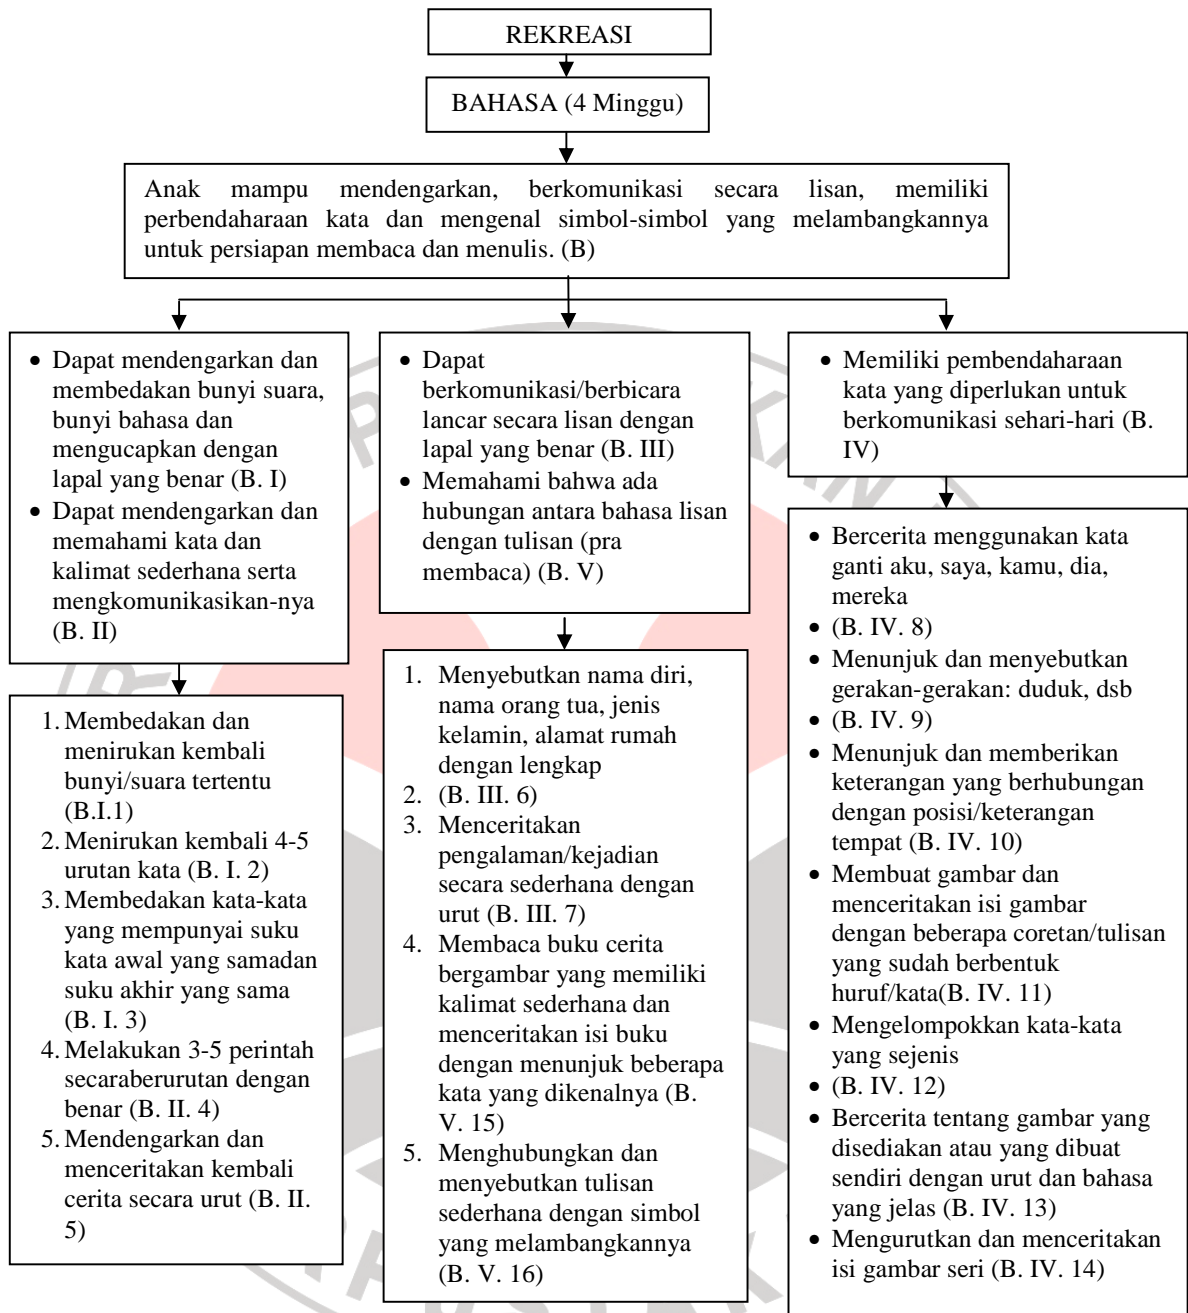 REKREASI
BAHASA (4 Minggu)
Anak mampu mendengarkan, berkomunikasi secara lisan, memiliki
perbendaharaan kata dan mengenal simbol-simbol yang melambangkannya
untuk persiapan membaca dan menulis. (B)
• Dapat mendengarkan dan
membedakan bunyi suara,
bunyi bahasa dan
mengucapkan dengan
lapal yang benar (B. I)
• Dapat mendengarkan dan
memahami kata dan
kalimat sederhana serta
mengkomunikasikan-nya
(B. II)
1. Membedakan dan
menirukan kembali
bunyi/suara tertentu
(B.I.1)
2. Menirukan kembali 4-5
urutan kata (B. I. 2)
3. Membedakan kata-kata
yang mempunyai suku
kata awal yang samadan
suku akhir yang sama
(B. I. 3)
4. Melakukan 3-5 perintah
secaraberurutan dengan
benar (B. II. 4)
5. Mendengarkan dan
menceritakan kembali
cerita secara urut (B. II.
5)
• Dapat
berkomunikasi/berbicara
lancar secara lisan dengan
lapal yang benar (B. III)
• Memahami bahwa ada
hubungan antara bahasa lisan
dengan tulisan (pra
membaca) (B. V)
1. Menyebutkan nama diri,
nama orang tua, jenis
kelamin, alamat rumah
dengan lengkap
2. (B. III. 6)
3. Menceritakan
pengalaman/kejadian
secara sederhana dengan
urut (B. III. 7)
4. Membaca buku cerita
bergambar yang memiliki
kalimat sederhana dan
menceritakan isi buku
dengan menunjuk beberapa
kata yang dikenalnya (B.
V. 15)
5. Menghubungkan dan
menyebutkan tulisan
sederhana dengan simbol
yang melambangkannya
(B. V. 16)
• Memiliki pembendaharaan
kata yang diperlukan untuk
berkomunikasi sehari-hari (B.
IV)
• Bercerita menggunakan kata
ganti aku, saya, kamu, dia,
mereka
• (B. IV. 8)
• Menunjuk dan menyebutkan
gerakan-gerakan: duduk, dsb
• (B. IV. 9)
• Menunjuk dan memberikan
keterangan yang berhubungan
dengan posisi/keterangan
tempat (B. IV. 10)
• Membuat gambar dan
menceritakan isi gambar
dengan beberapa coretan/tulisan
yang sudah berbentuk
huruf/kata(B. IV. 11)
• Mengelompokkan kata-kata
yang sejenis
• (B. IV. 12)
• Bercerita tentang gambar yang
disediakan atau yang dibuat
sendiri dengan urut dan bahasa
yang jelas (B. IV. 13)
• Mengurutkan dan menceritakan
isi gambar seri (B. IV. 14)